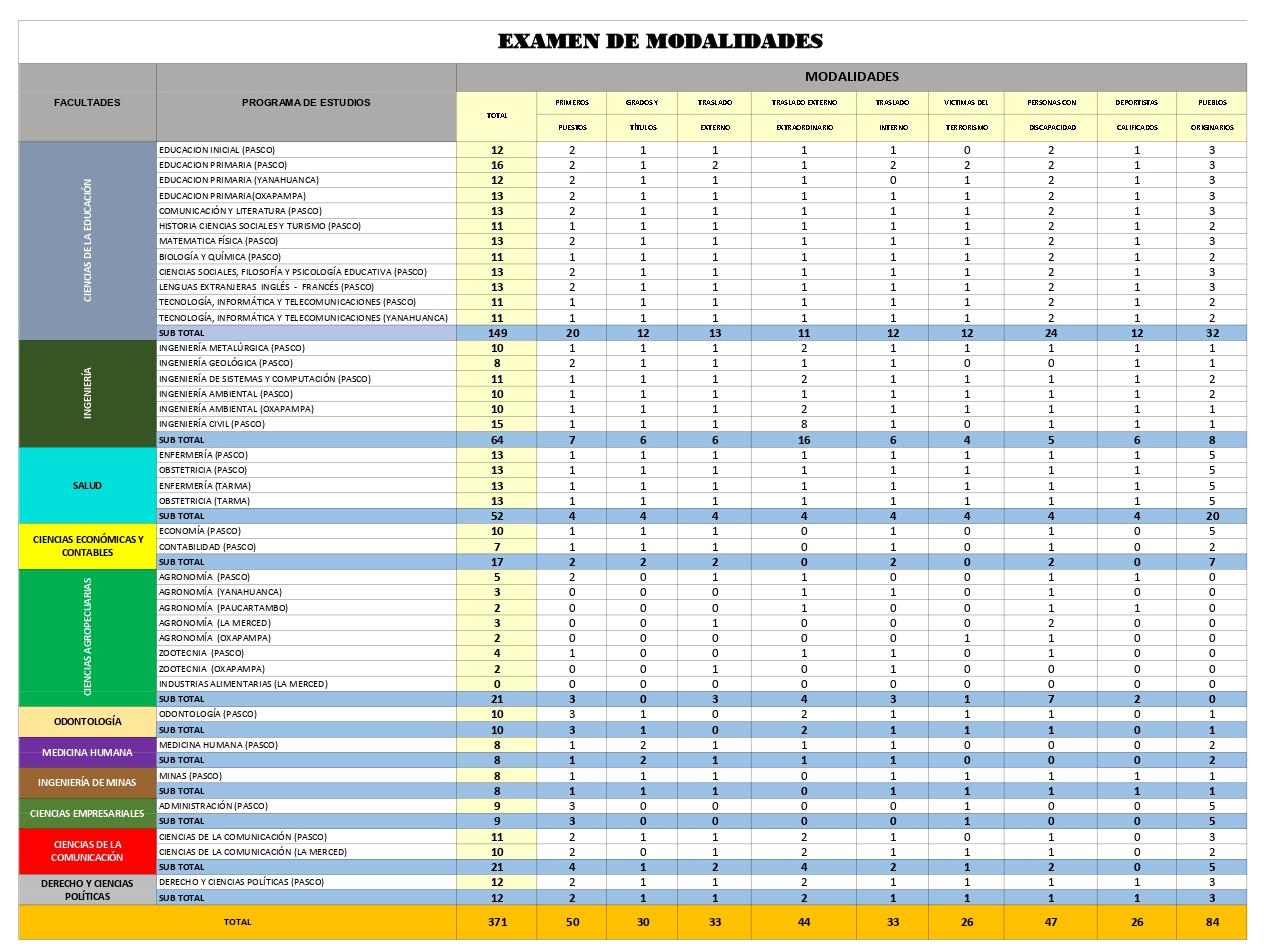 EXAMEN DE MODALIDADES
MODALIDADES
FACULTADES PROGRAMA DE ESTUDIOS TOTAL PRIMEROS GRADOS Y TRASLADO TRASLADO EXTERNO TRASLADO VICTIMAS DEL PERSONAS CON DEPORTISTAS PUEBLOS
PUESTOS TÍTULOS EXTERNO EXTRAORDINARIO INTERNO TERRORISMO DISCAPACIDAD CALIFICADOS ORIGINARIOS
CIENCIAS DE LA EDUCACIÓN
EDUCACION INICIAL (PASCO) 12 2 1 1 1 1 0 2 1 3
EDUCACION PRIMARIA (PASCO) 16 2 1 2 1 2 2 2 1 3
EDUCACION PRIMARIA (YANAHUANCA) 12 2 1 1 1 0 1 2 1 3
EDUCACION PRIMARIA(OXAPAMPA) 13 2 1 1 1 1 1 2 1 3
COMUNICACIÓN Y LITERATURA (PASCO) 13 2 1 1 1 1 1 2 1 3
HISTORIA CIENCIAS SOCIALES Y TURISMO (PASCO) 11 1 1 1 1 1 1 2 1 2
MATEMATICA FÍSICA (PASCO) 13 2 1 1 1 1 1 2 1 3
BIOLOGÍA Y QUÍMICA (PASCO) 11 1 1 1 1 1 1 2 1 2
CIENCIAS SOCIALES, FILOSOFÍA Y PSICOLOGÍA EDUCATIVA (PASCO) 13 2 1 1 1 1 1 2 1 3
LENGUAS EXTRANJERAS INGLÉS - FRANCÉS (PASCO) 13 2 1 1 1 1 1 2 1 3
TECNOLOGÍA, INFORMÁTICA Y TELECOMUNICACIONES (PASCO) 11 1 1 1 1 1 1 2 1 2
TECNOLOGÍA, INFORMÁTICA Y TELECOMUNICACIONES (YANAHUANCA) 11 1 1 1 1 1 1 2 1 2
SUB TOTAL 149 20 12 13 11 12 12 24 12 32
INGENIERÍA
INGENIERÍA METALÚRGICA (PASCO) 10 1 1 1 2 1 1 1 1 1
INGENIERÍA GEOLÓGICA (PASCO) 8 2 1 1 1 1 0 0 1 1
INGENIERÍA DE SISTEMAS Y COMPUTACIÓN (PASCO) 11 1 1 1 2 1 1 1 1 2
INGENIERÍA AMBIENTAL (PASCO) 10 1 1 1 1 1 1 1 1 2
INGENIERÍA AMBIENTAL (OXAPAMPA) 10 1 1 1 2 1 1 1 1 1
INGENIERÍA CIVIL (PASCO) 15 1 1 1 8 1 0 1 1 1
SUB TOTAL 64 7 6 6 16 6 4 5 6 8
SALUD
ENFERMERÍA (PASCO) 13 1 1 1 1 1 1 1 1 5
OBSTETRICIA (PASCO) 13 1 1 1 1 1 1 1 1 5
ENFERMERÍA (TARMA) 13 1 1 1 1 1 1 1 1 5
OBSTETRICIA (TARMA) 13 1 1 1 1 1 1 1 1 5
SUB TOTAL 52 4 4 4 4 4 4 4 4 20
CIENCIAS ECONÓMICAS Y
CONTABLES
ECONOMÍA (PASCO) 10 1 1 1 0 1 0 1 0 5
CONTABILIDAD (PASCO) 7 1 1 1 0 1 0 1 0 2
SUB TOTAL 17 2 2 2 0 2 0 2 0 7
CIENCIAS AGROPECUARIAS
AGRONOMÍA (PASCO) 5 2 0 1 1 0 0 1 1 0
AGRONOMÍA (YANAHUANCA) 3 0 0 0 1 1 0 1 0 0
AGRONOMÍA (PAUCARTAMBO) 2 0 0 0 0 0 0 1 1 0
AGRONOMÍA (LA MERCED) 3 0 0 1 0 0 0 2 0 0
AGRONOMÍA (OXAPAMPA) 2 0 0 0 0 0 1 1 0 0
ZOOTECNIA (PASCO) 4 1 0 0 1 1 0 1 0 0
ZOOTECNIA (OXAPAMPA) 2 0 0 1 0 1 0 0 0 0
INDUSTRIAS ALIMENTARIAS (LA MERCED) 0 0 0 0 0 0 0 0 0 0
SUB TOTAL 21 3 0 3 4 3 1 7 2 0
ODONTOLOGÍA
ODONTOLOGÍA (PASCO) 10 3 1 0 2 1 1 1 0 1
SUB TOTAL 10 3 1 0 2 1 1 1 0 1
MEDICINA HUMANA
MEDICINA HUMANA (PASCO) 8 1 2 1 1 1 0 0 0 2
SUB TOTAL 8 1 2 1 1 1 0 0 0 2
INGENIERÍA DE MINAS
MINAS (PASCO) 8 1 1 1 0 1 1 1 1 1
SUB TOTAL 8 1 1 1 0 1 1 1 1 1
CIENCIAS EMPRESARIALES
ADMINISTRACIÓN (PASCO) 9 3 0 0 0 0 1 0 0 5
SUB TOTAL 9 3 0 0 0 0 1 0 0 5
CIENCIAS DE LA
COMUNICACIÓN
CIENCIAS DE LA COMUNICACIÓN (PASCO) 11 2 1 1 2 1 0 1 0 3
CIENCIAS DE LA COMUNICACIÓN (LA MERCED) 10 2 0 1 2 1 1 1 0 2
SUB TOTAL 21 4 1 2 4 2 1 2 0 5
DERECHO Y CIENCIAS
POLÍTICAS
DERECHO Y CIENCIAS POLÍTICAS (PASCO) 12 2 1 1 2 1 1 1 1 3
SUB TOTAL 12 2 1 1 2 1 1 1 1 3
TOTAL 371 50 30 33 44 33 26 47 26 84